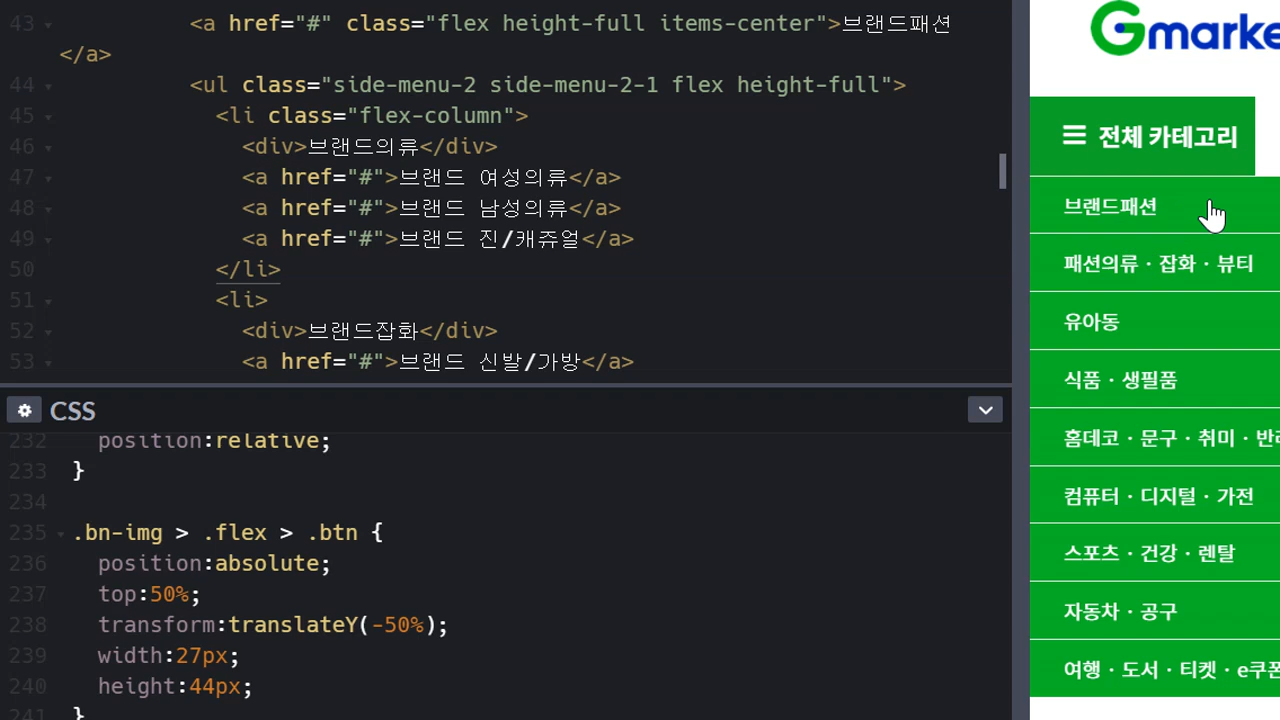 43 <a href="#" class="flex height-full items-center">브랜드패션
</a>
44 <ul class="side-menu-2 side-menu-2-1 flex height-full">
45 <li class="flex-column">
46 <div>브랜드의류</div>
47 <a href="#">브랜드 여성의류</a>
48 <a href="#">브랜드 남성의류</a>
49 <a href="#">브랜드 진/캐쥬얼</a>
50 </li>
51 <li>
52 <div>브랜드잡화</div>
53 <a href="#">브랜드 신발/가방</a>
CSS
232 position:relative;
233 }
234
235 .bn-img > .flex > .btn {
236 position:absolute;
237 top:50%;
238 transform:translateY(-50%);
239 width:27px;
240 height:44px;
241 }
Gmarke
전체 카테고리
브랜드패션
패션의류 · 잡화 · 뷰티
유아동
식품 · 생필품
홈데코 · 문구 · 취미 · 반려
컴퓨터 · 디지털 · 가전
스포츠 · 건강 · 렌탈
자동차 · 공구
여행 · 도서 · 티켓 · e쿠폰